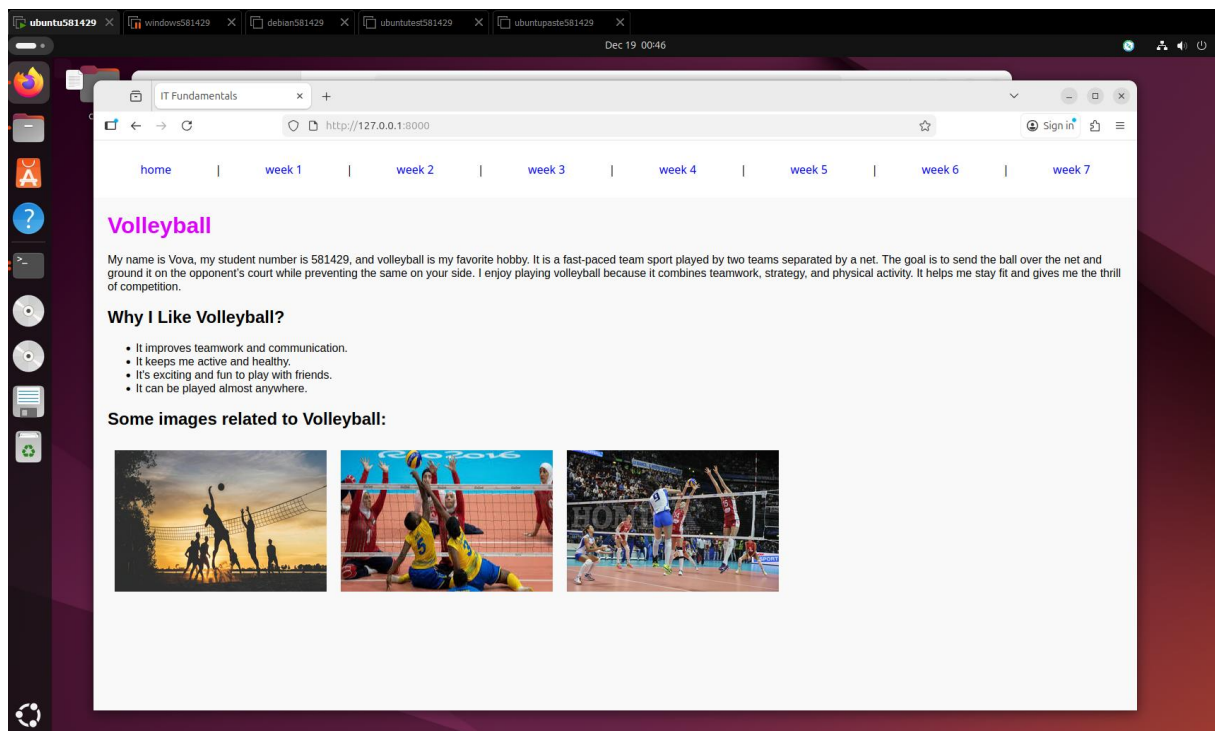 ubuntu581429
windows581429
debian581429
ubuntutest581429
ubuntupaste581429
Dec 19 00:46
IT Fundamentals
http://127.0.0.1:8000
Sign in
home | week 1 | week 2 | week 3 | week 4 | week 5 | week 6 | week 7
Volleyball
My name is Vova, my student number is 581429, and volleyball is my favorite hobby. It is a fast-paced team sport played by two teams separated by a net. The goal is to send the ball over the net and
ground it on the opponent's court while preventing the same on your side. I enjoy playing volleyball because it combines teamwork, strategy, and physical activity. It helps me stay fit and gives me the thrill
of competition.
Why I Like Volleyball?
• It improves teamwork and communication.
• It keeps me active and healthy.
• It's exciting and fun to play with friends.
• It can be played almost anywhere.
Some images related to Volleyball:
5
3
9